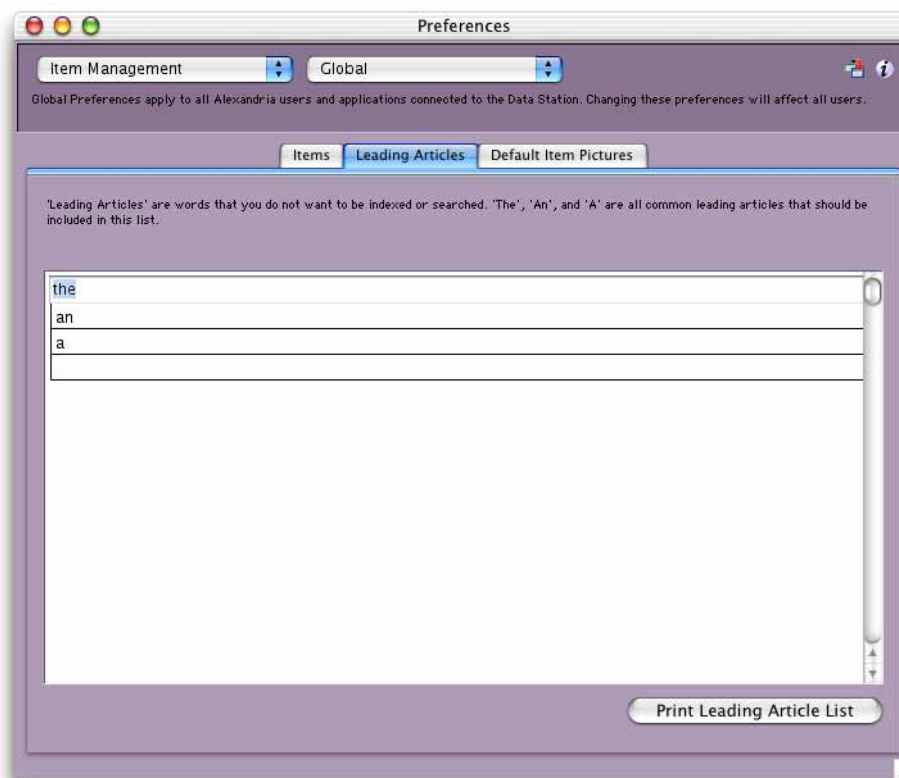 Preferences
Item Management
Global
Global Preferences apply to all Alexandria users and applications connected to the Data Station. Changing these preferences will affect all users.
Items
Leading Articles
Default Item Pictures
'Leading Articles' are words that you do not want to be indexed or searched. 'The', 'An', and 'A' are all common leading articles that should be
included in this list.
the
an
a
Print Leading Article List